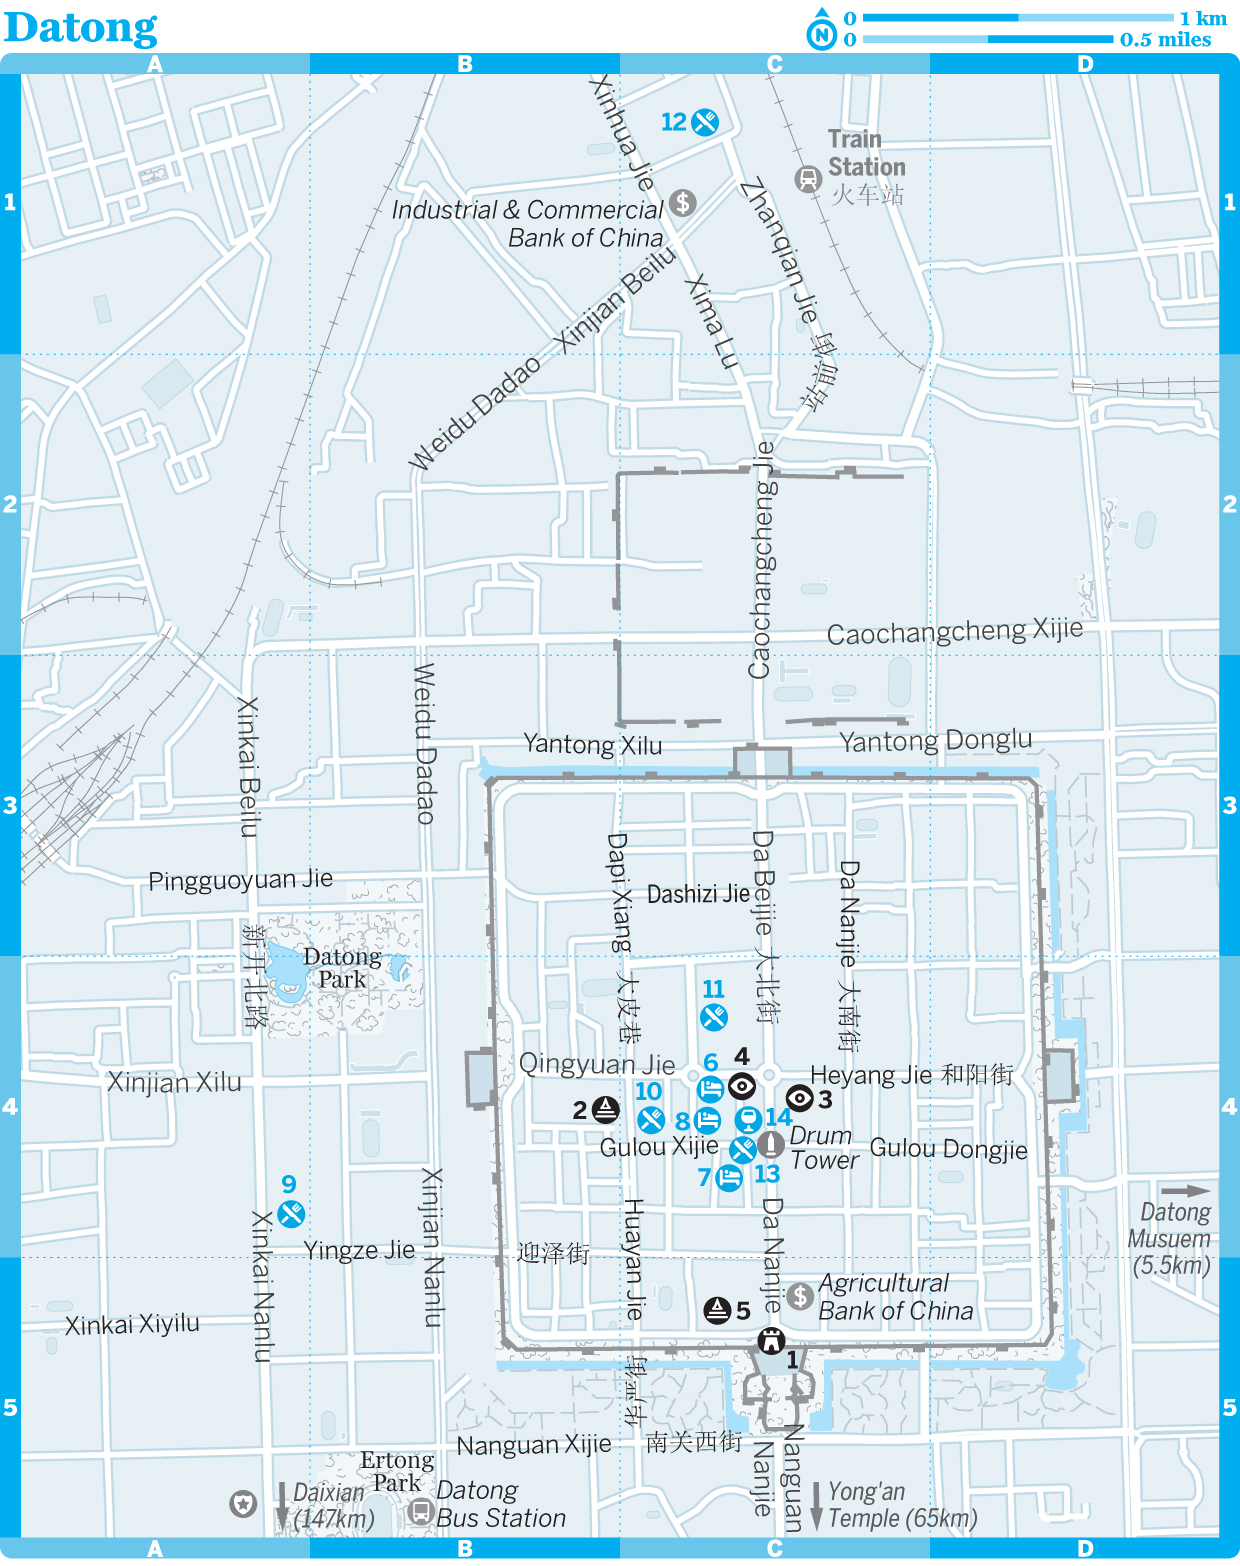 Datong
0 1 km
0 0.5 miles
N
A B C D
1
1
2
2
3
3
4
4
5
5
12
Xinhua Jie
Train
Station
火车站
Industrial & Commercial
Bank of China
Zhanqian Jie 站前街
Xinjian Beilu
Xima Lu
Weidu Dadao
Caochangcheng Jie
Caochangcheng Xijie
Weidu Dadao
Xinkai Beilu
新开北路
Yantong Xilu
Yantong Donglu
Dapi Xiang 大皮巷
Da Beijie 大北街
Da Nanjie 大南街
Pingguoyuan Jie
Dashizi Jie
Datong
Park
11
Qingyuan Jie
6
4
Xinjian Xilu
Heyang Jie 和阳街
10
2
3
8
14
Gulou Xijie
Drum
Tower
Gulou Dongjie
13
7
9
Xinjian Nanlu
Xinkai Nanlu
Huayan Jie
Da Nanjie
Datong
Musuem
(5.5km)
Yingze Jie
迎泽街
Agricultural
Bank of China
5
Xinkai Xiyilu
1
Nanguan Xijie
南关西街
Nanguan
Nanjie
Ertong
Park
Daixian
(147km)
Datong
Bus Station
Yong'an
Temple (65km)
A B C D